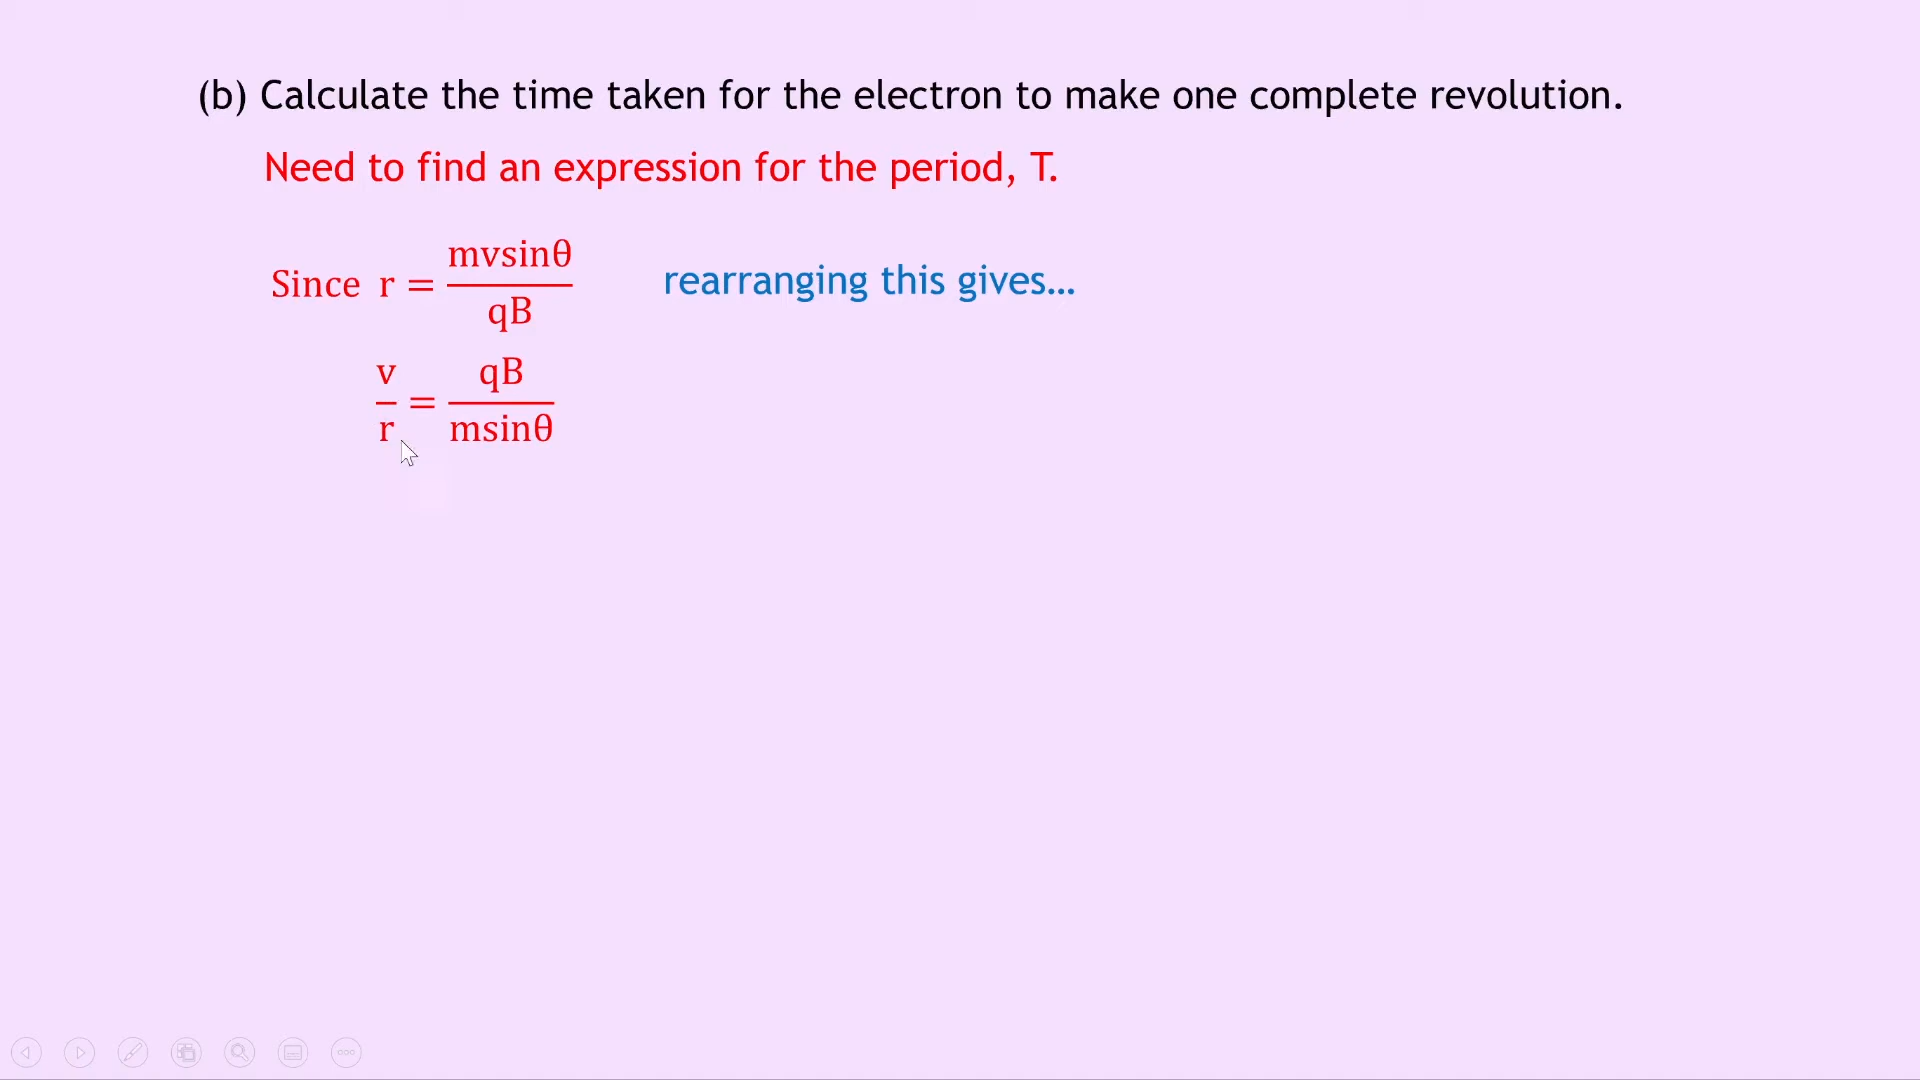 (b) Calculate the time taken for the electron to make one complete revolution.
Need to find an expression for the period, T.
Since r = mvsinθ / qB rearranging this gives...
v / r = qB / msinθ